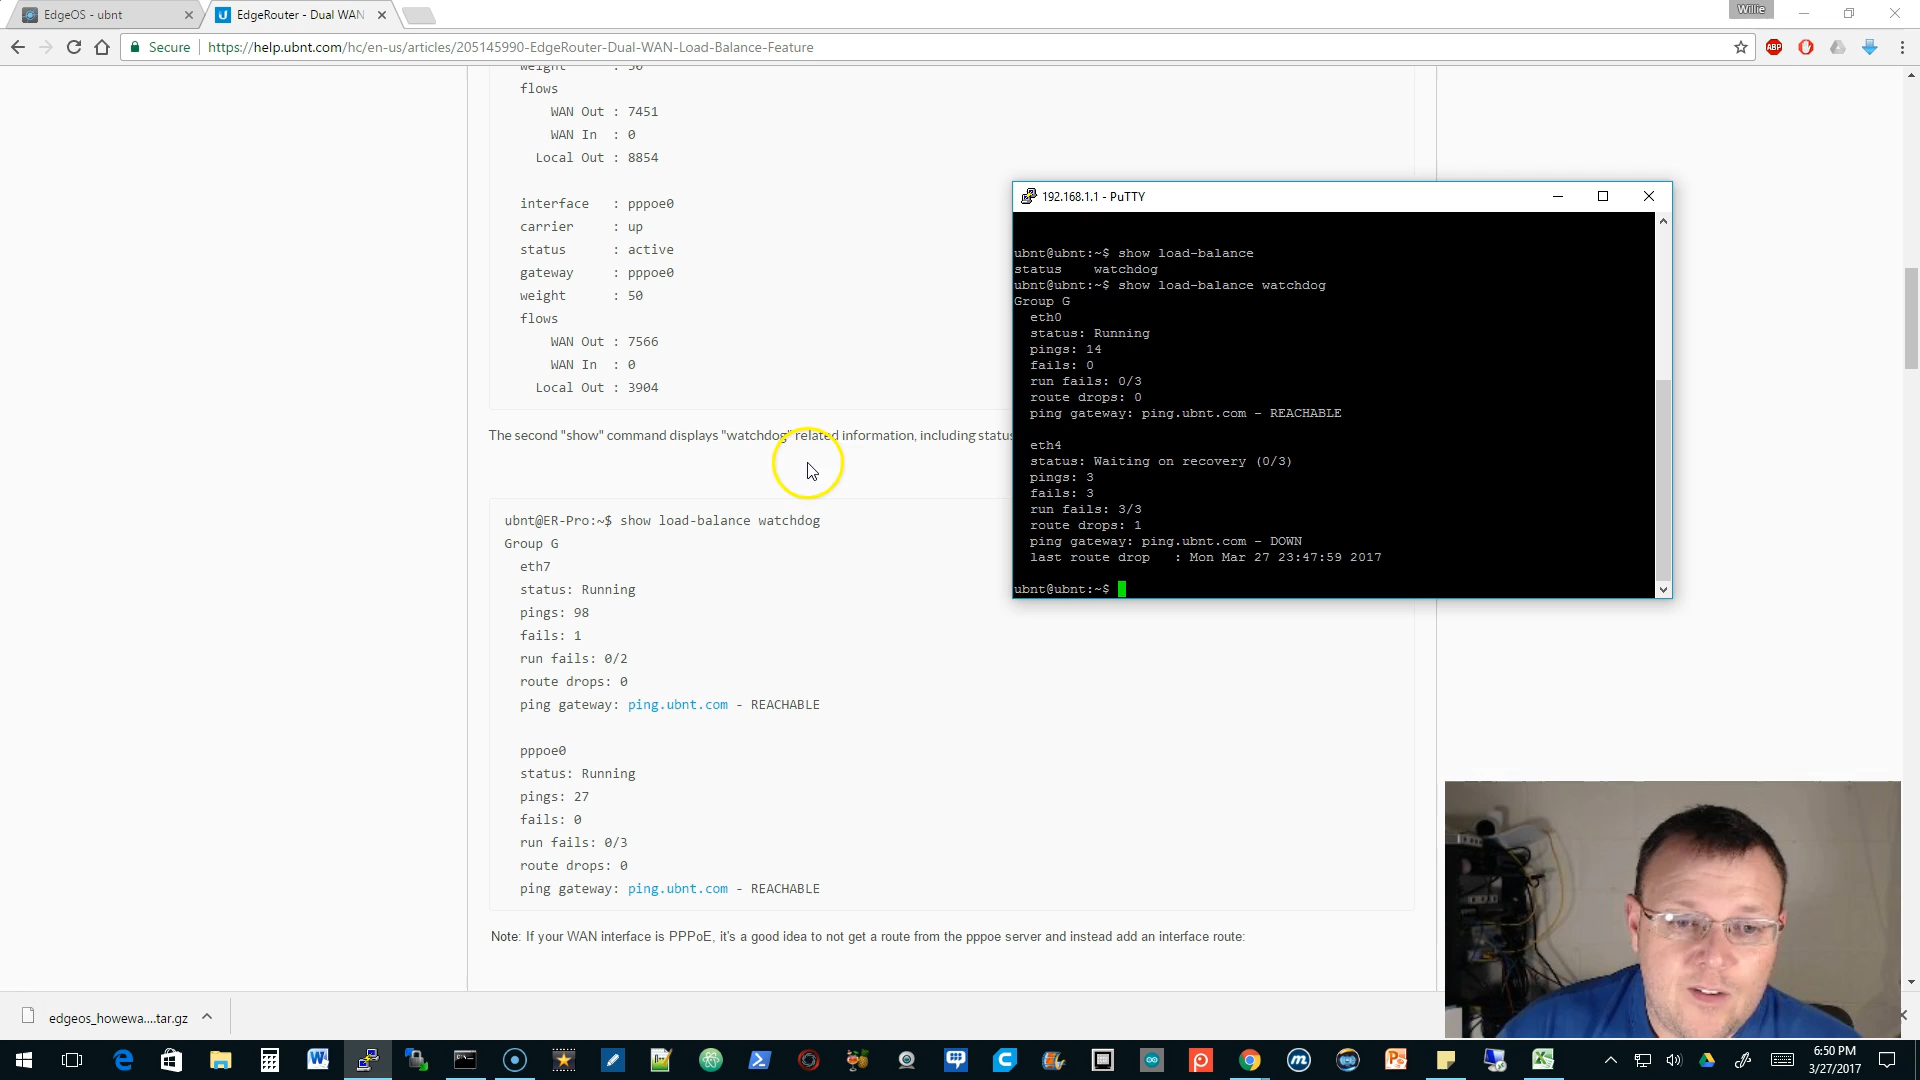 EdgeOS - ubnt
EdgeRouter - Dual WAN
Willie
Secure
https://help.ubnt.com/hc/en-us/articles/205145990-EdgeRouter-Dual-WAN-Load-Balance-Feature
ABP
weight : 50
flows
WAN Out : 7451
WAN In : 0
Local Out : 8854
interface : pppoe0
carrier : up
status : active
gateway : pppoe0
weight : 50
flows
WAN Out : 7566
WAN In : 0
Local Out : 3904
The second "show" command displays "watchdog" related information, including status
ubnt@ER-Pro:~$ show load-balance watchdog
Group G
eth7
status: Running
pings: 98
fails: 1
run fails: 0/2
route drops: 0
ping gateway: ping.ubnt.com - REACHABLE
pppoe0
status: Running
pings: 27
fails: 0
run fails: 0/3
route drops: 0
ping gateway: ping.ubnt.com - REACHABLE
Note: If your WAN interface is PPPoE, it's a good idea to not get a route from the pppoe server and instead add an interface route:
192.168.1.1 - PuTTY
ubnt@ubnt:~$ show load-balance
status watchdog
ubnt@ubnt:~$ show load-balance watchdog
Group G
eth0
status: Running
pings: 14
fails: 0
run fails: 0/3
route drops: 0
ping gateway: ping.ubnt.com - REACHABLE
eth4
status: Waiting on recovery (0/3)
pings: 3
fails: 3
run fails: 3/3
route drops: 1
ping gateway: ping.ubnt.com - DOWN
last route drop : Mon Mar 27 23:47:59 2017
ubnt@ubnt:~$
edgeos_howewa....tar.gz
6:50 PM
3/27/2017